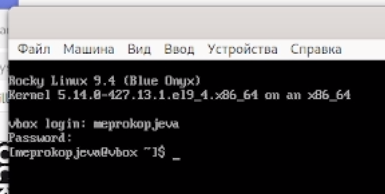 Файл Машина Вид Ввод Устройства Справка
Rocky Linux 9.4 (Blue Onyx)
Kernel 5.14.0-427.13.1.el9_4.x86_64 on an x86_64
vbox login: meprokopjeva
Password:
[meprokopjeva@vbox ~]$ _